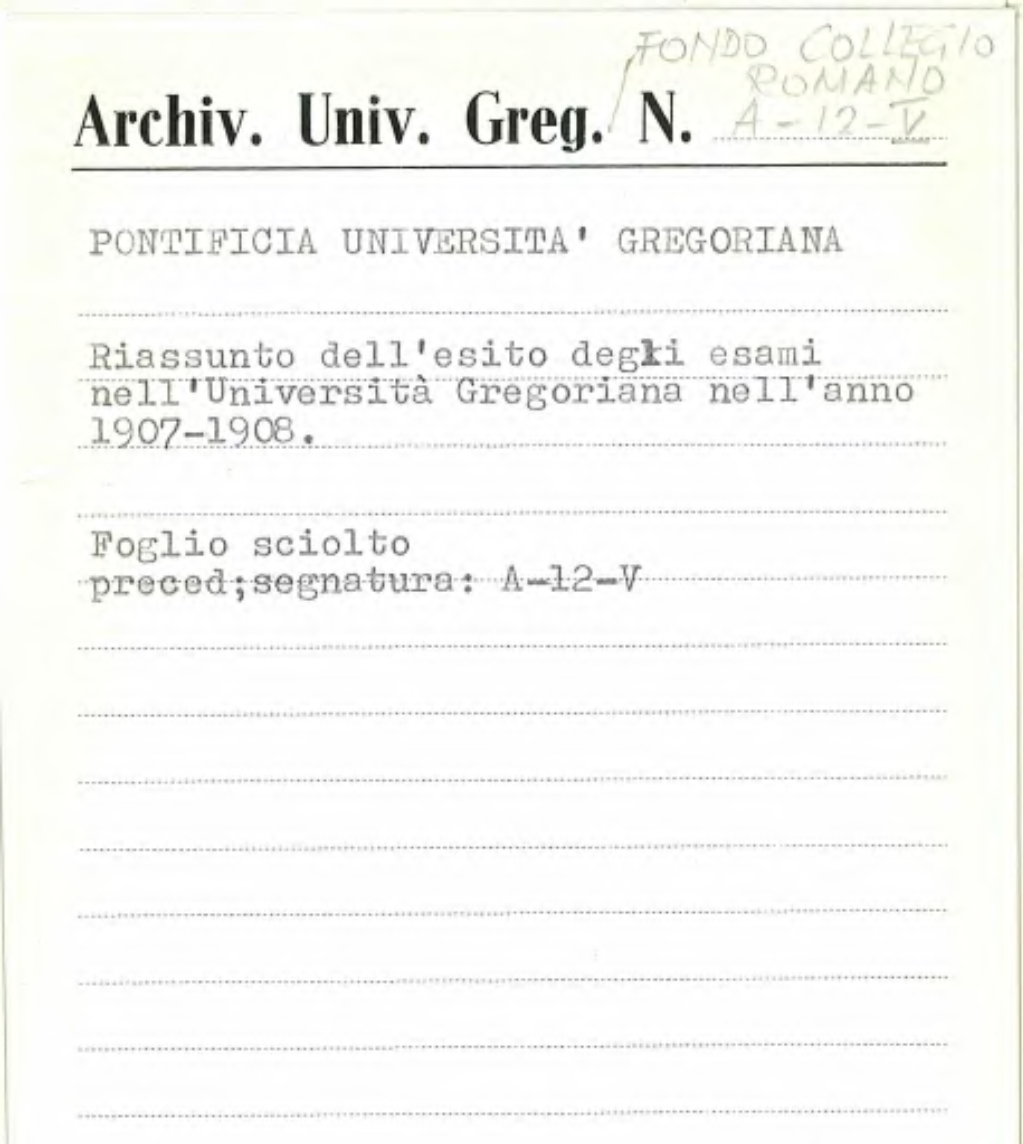 FONDO COLLEGIO
ROMANO
Archiv. Univ. Greg. N. A-12-V
PONTIFICIA UNIVERSITA' GREGORIANA
Riassunto dell'esito degli esami
nell'Università Gregoriana nell'anno
1907-1908.
Foglio sciolto
preced;segnatura: A-12-V